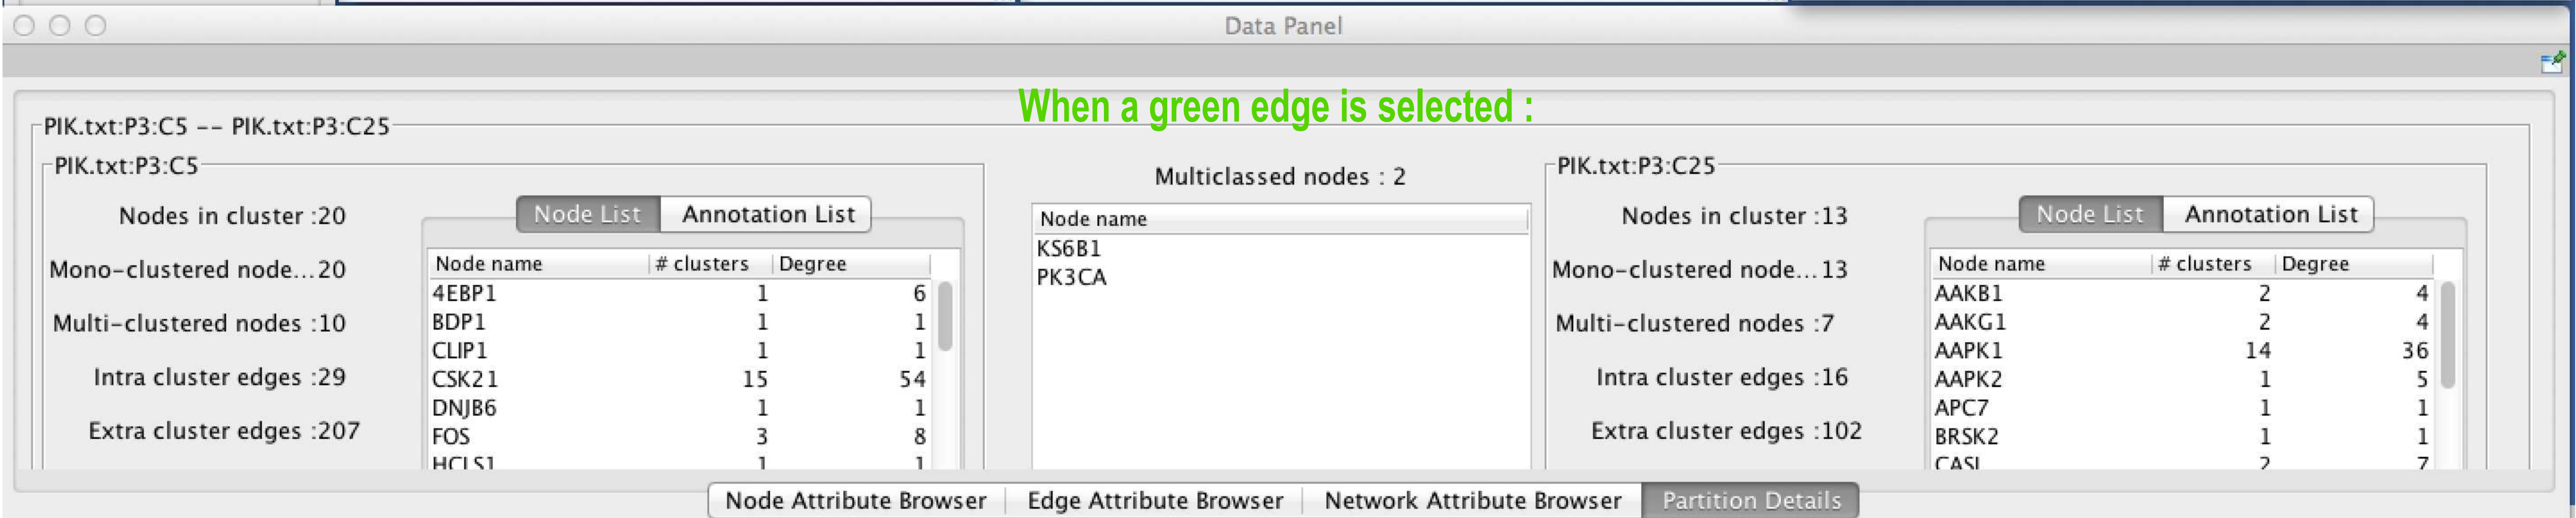 Data Panel
When a green edge is selected :
PIK.txt:P3:C5 -- PIK.txt:P3:C25
PIK.txt:P3:C5
Nodes in cluster :20
Mono-clustered node...20
Multi-clustered nodes :10
Intra cluster edges :29
Extra cluster edges :207
Node List Annotation List
Node name # clusters Degree
4EBP1 1 6
BDP1 1 1
CLIP1 1 1
CSK21 15 54
DNJB6 1 1
FOS 3 8
HCLS1 1 1
Multiclassed nodes : 2
Node name
KS6B1
PK3CA
PIK.txt:P3:C25
Nodes in cluster :13
Mono-clustered node...13
Multi-clustered nodes :7
Intra cluster edges :16
Extra cluster edges :102
Node List Annotation List
Node name # clusters Degree
AAKB1 2 4
AAKG1 2 4
AAPK1 14 36
AAPK2 1 5
APC7 1 1
BRSK2 1 1
CASL 2 7
Node Attribute Browser Edge Attribute Browser Network Attribute Browser Partition Details